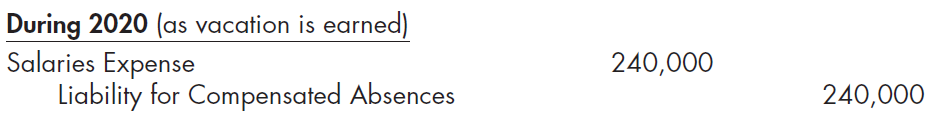 During 2020 (as vacation is earned)
Salaries Expense 240,000
Liability for Compensated Absences 240,000